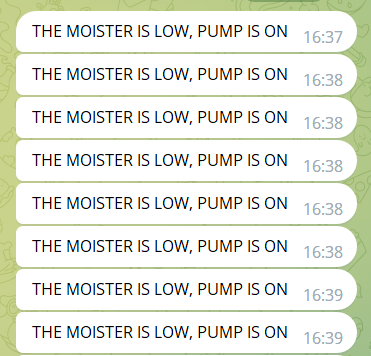 THE MOISTER IS LOW, PUMP IS ON 16:37
THE MOISTER IS LOW, PUMP IS ON 16:38
THE MOISTER IS LOW, PUMP IS ON 16:38
THE MOISTER IS LOW, PUMP IS ON 16:38
THE MOISTER IS LOW, PUMP IS ON 16:38
THE MOISTER IS LOW, PUMP IS ON 16:38
THE MOISTER IS LOW, PUMP IS ON 16:39
THE MOISTER IS LOW, PUMP IS ON 16:39